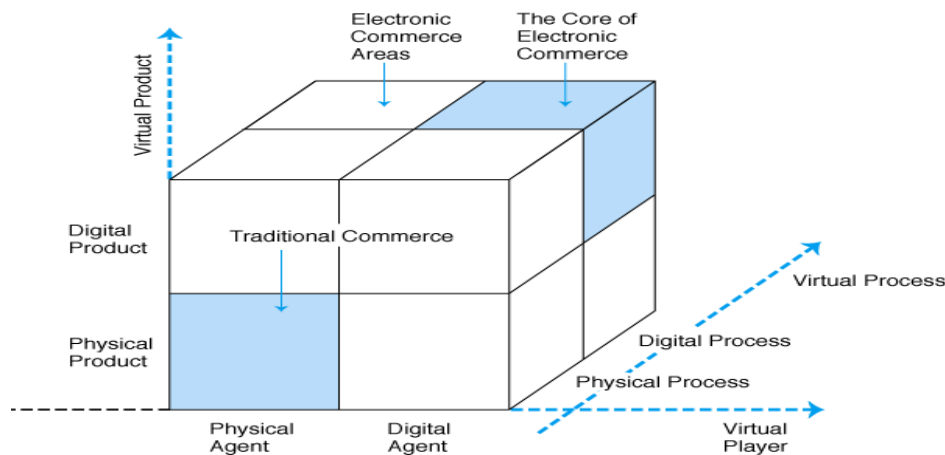 Electronic
Commerce
Areas
The Core of
Electronic
Commerce
Virtual Product
Digital
Product
Traditional Commerce
Physical
Product
Virtual Process
Digital Process
Physical Process
Physical
Agent
Digital
Agent
Virtual
Player